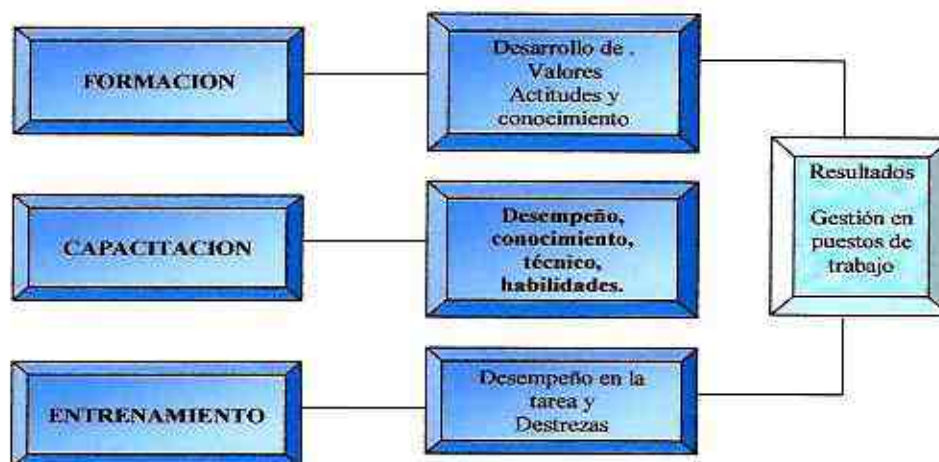 FORMACION
Desarrollo de .
Valores
Actitudes y
conocimiento
CAPACITACION
Desempeño,
conocimiento,
técnico,
habilidades.
ENTRENAMIENTO
Desempeño en la
tarea y
Destrezas
Resultados
Gestión en
puestos de
trabajo